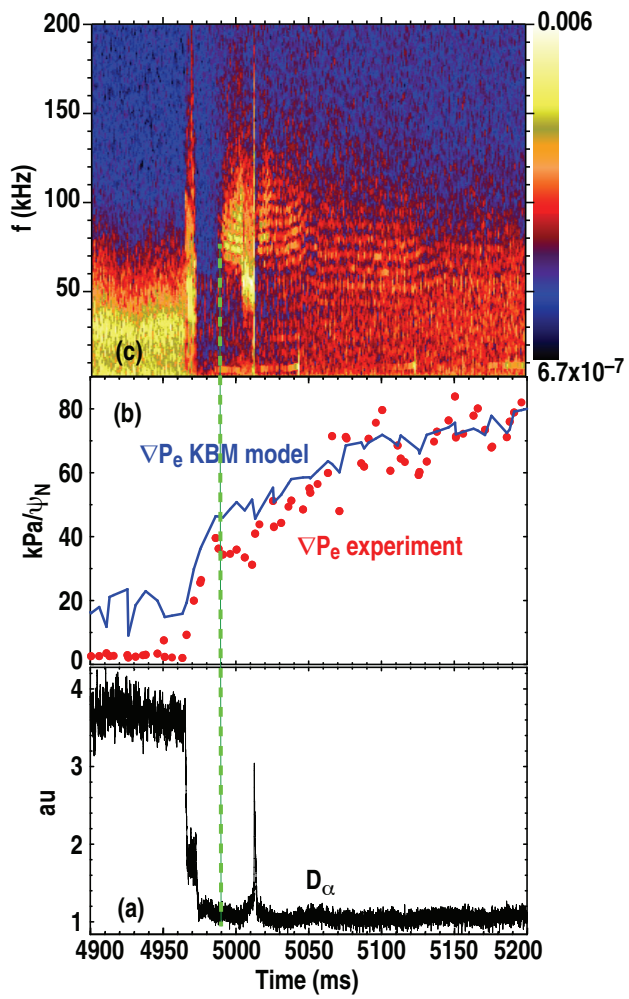 200
150
100
50
f (kHz)
(c)
0.006
6.7x10⁻⁷
80
60
40
20
0
kPa/ψN
(b)
∇Pe KBM model
∇Pe experiment
4
3
2
1
au
(a)
Dα
4900 4950 5000 5050 5100 5150 5200
Time (ms)